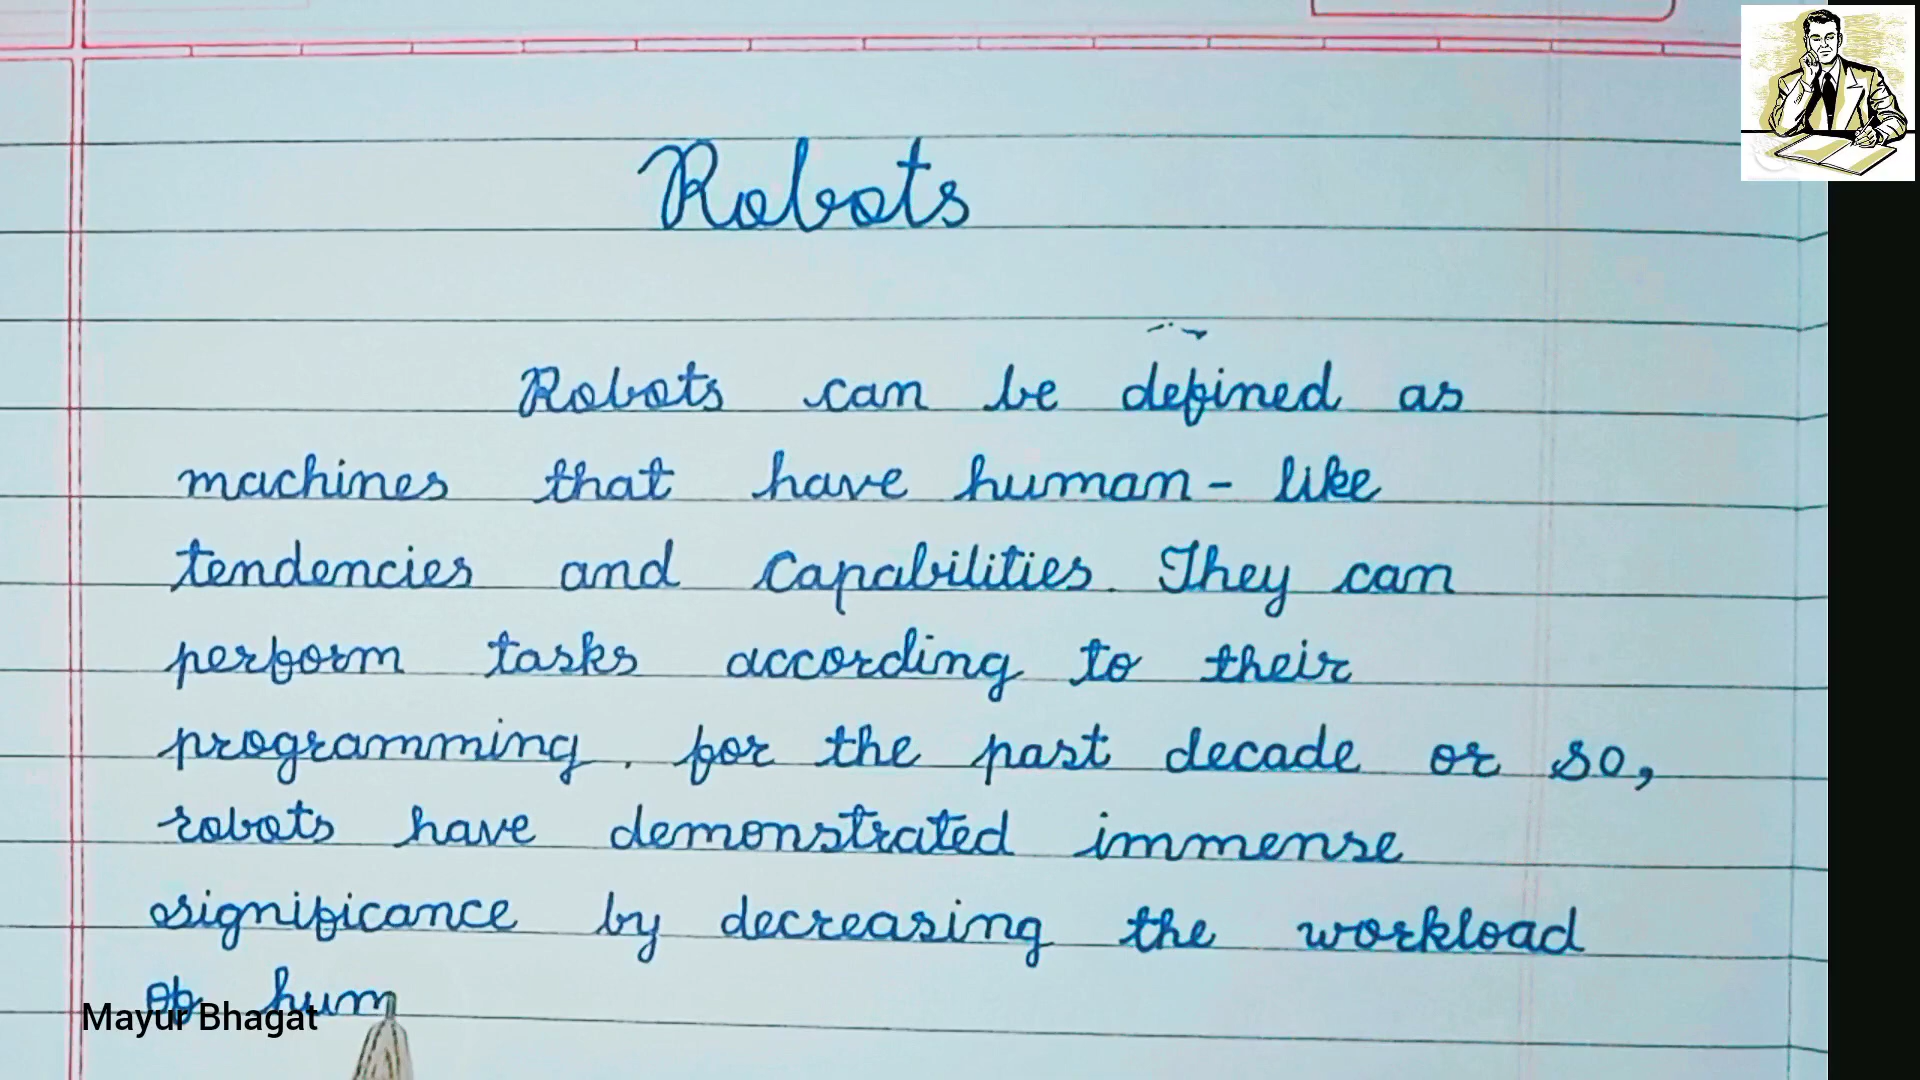 Robots
Robots can be defined as
machines that have human-like
tendencies and capabilities. They can
perform tasks according to their
programming. for the past decade or so,
robots have demonstrated immense
significance by decreasing the workload
of hum
Mayur Bhagat